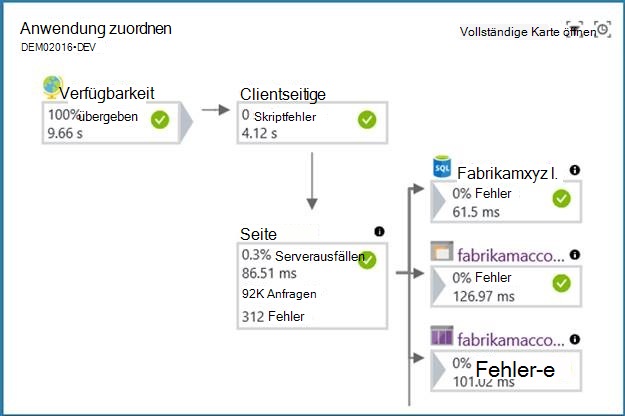 Anwendung zuordnen
Vollständige Karte öffnen
DEM02016•DEV
Verfügbarkeit
100% übergeben
9.66 s
Clientseitige
0 Skriptfehler
4.12 s
Seite
0.3% Serverausfällen
86.51 ms
92K Anfragen
312 Fehler
Fabrikamxyz l.
0% Fehler
61.5 ms
fabrikamacco...
0% Fehler
126.97 ms
fabrikamacco...
0% Fehler-e
101.02 ms